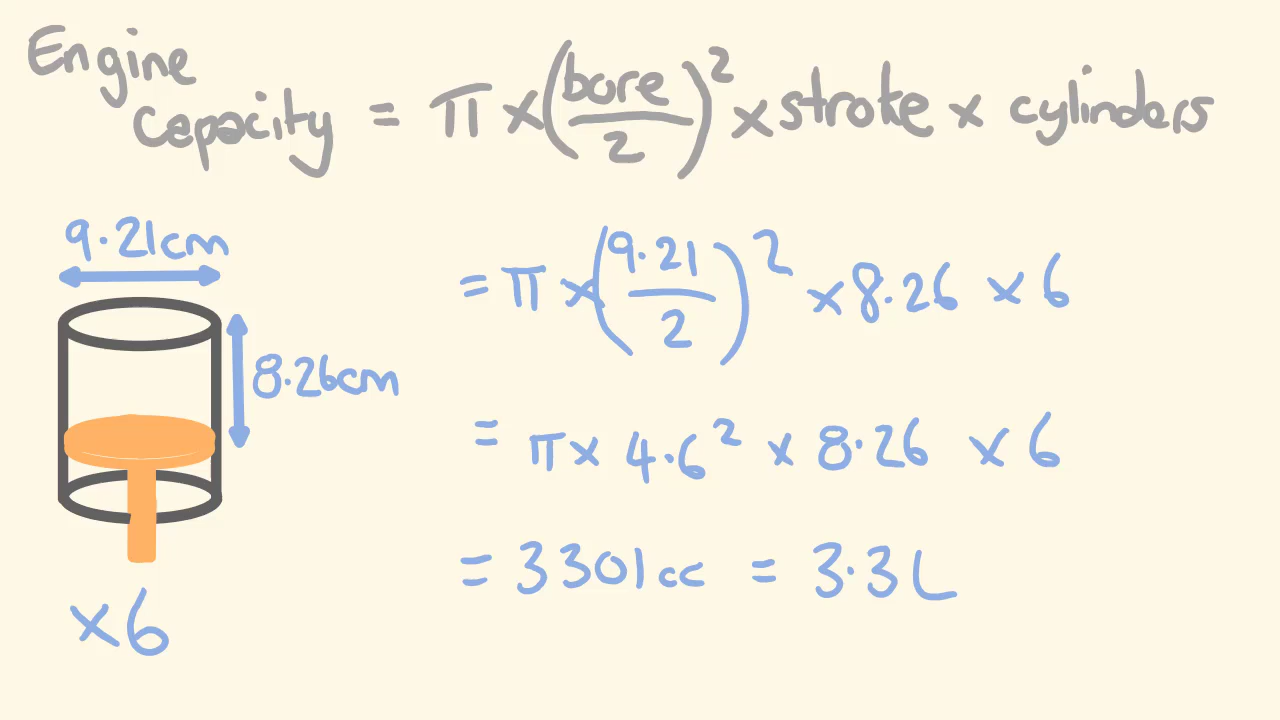 Engine
capacity = π × (bore/2)² × stroke × cylinders
9.21cm
= π × (9.21/2)² × 8.26 × 6
8.26cm
= π × 4.6² × 8.26 × 6
= 3301cc = 3.3L
×6